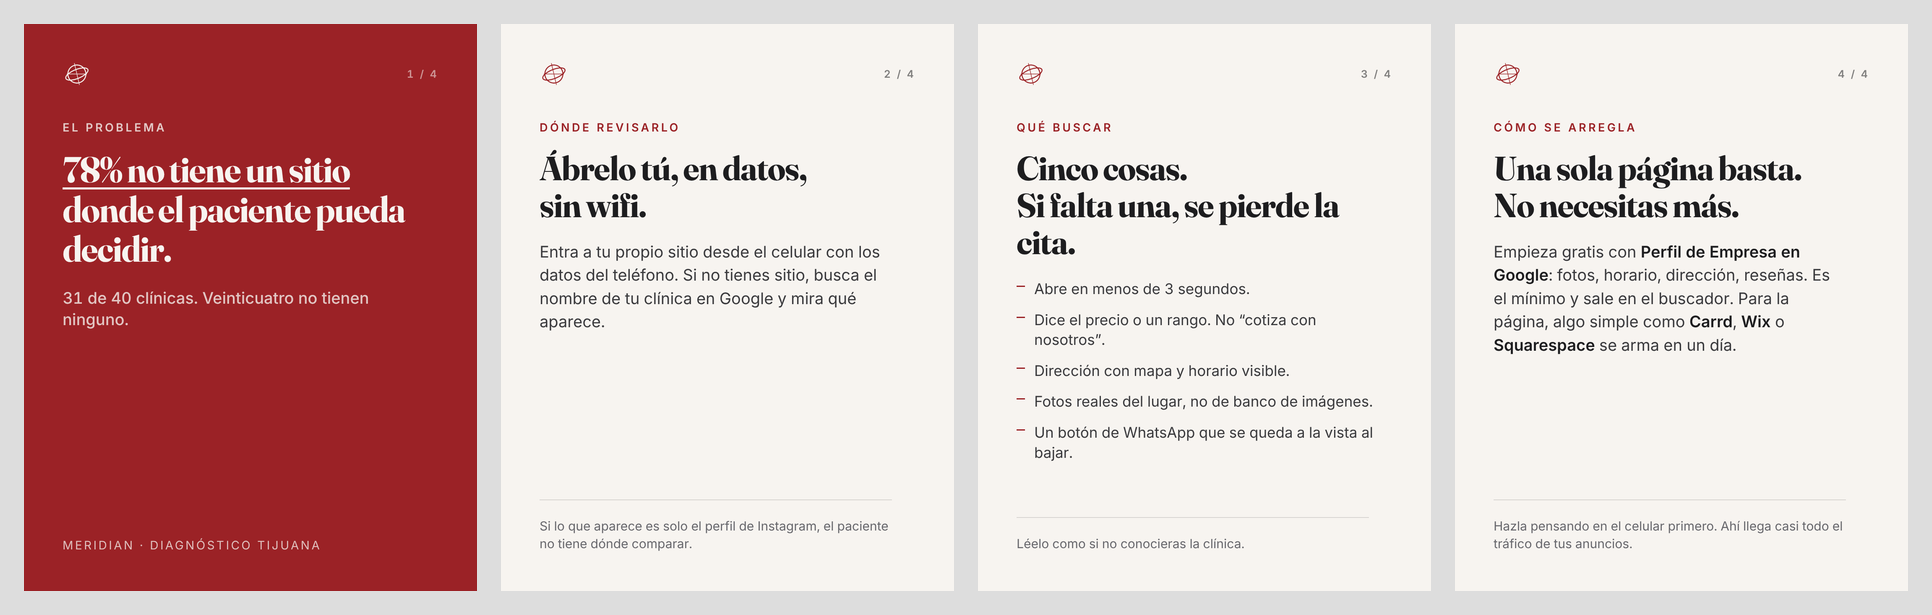 1 / 4
EL PROBLEMA
78% no tiene un sitio
donde el paciente pueda
decidir.
31 de 40 clínicas. Veinticuatro no tienen
ninguno.
MERIDIAN · DIAGNÓSTICO TIJUANA
2 / 4
DÓNDE REVISARLO
Ábrelo tú, en datos,
sin wifi.
Entra a tu propio sitio desde el celular con los
datos del teléfono. Si no tienes sitio, busca el
nombre de tu clínica en Google y mira qué
aparece.
Si lo que aparece es solo el perfil de Instagram, el paciente
no tiene dónde comparar.
3 / 4
QUÉ BUSCAR
Cinco cosas.
Si falta una, se pierde la
cita.
– Abre en menos de 3 segundos.
– Dice el precio o un rango. No “cotiza con
nosotros”.
– Dirección con mapa y horario visible.
– Fotos reales del lugar, no de banco de imágenes.
– Un botón de WhatsApp que se queda a la vista al
bajar.
Léelo como si no conocieras la clínica.
4 / 4
CÓMO SE ARREGLA
Una sola página basta.
No necesitas más.
Empieza gratis con Perfil de Empresa en
Google: fotos, horario, dirección, reseñas. Es
el mínimo y sale en el buscador. Para la
página, algo simple como Carrd, Wix o
Squarespace se arma en un día.
Hazla pensando en el celular primero. Ahí llega casi todo el
tráfico de tus anuncios.